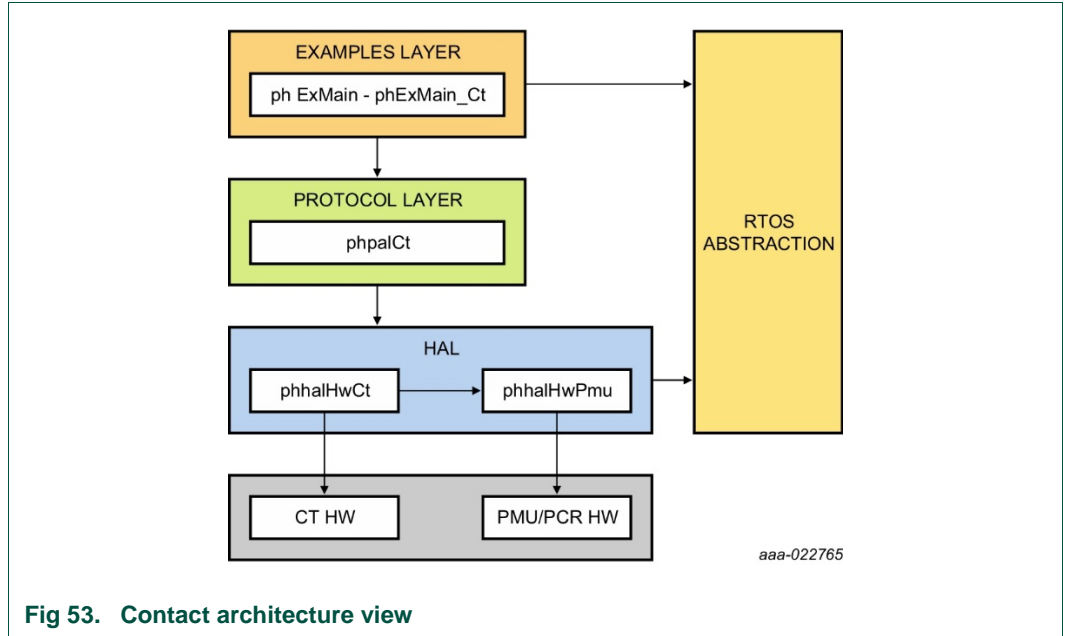 EXAMPLES LAYER
ph ExMain - phExMain_Ct
PROTOCOL LAYER
phpalCt
RTOS
ABSTRACTION
HAL
phhalHwCt
phhalHwPmu
CT HW
PMU/PCR HW
aaa-022765
Fig 53. Contact architecture view